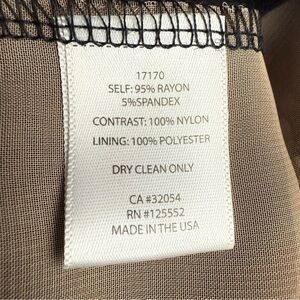 17170
SELF: 95% RAYON
5%SPANDEX
CONTRAST: 100% NYLON
LINING: 100% POLYESTER
DRY CLEAN ONLY
CA #32054
RN #125552
MADE IN THE USA